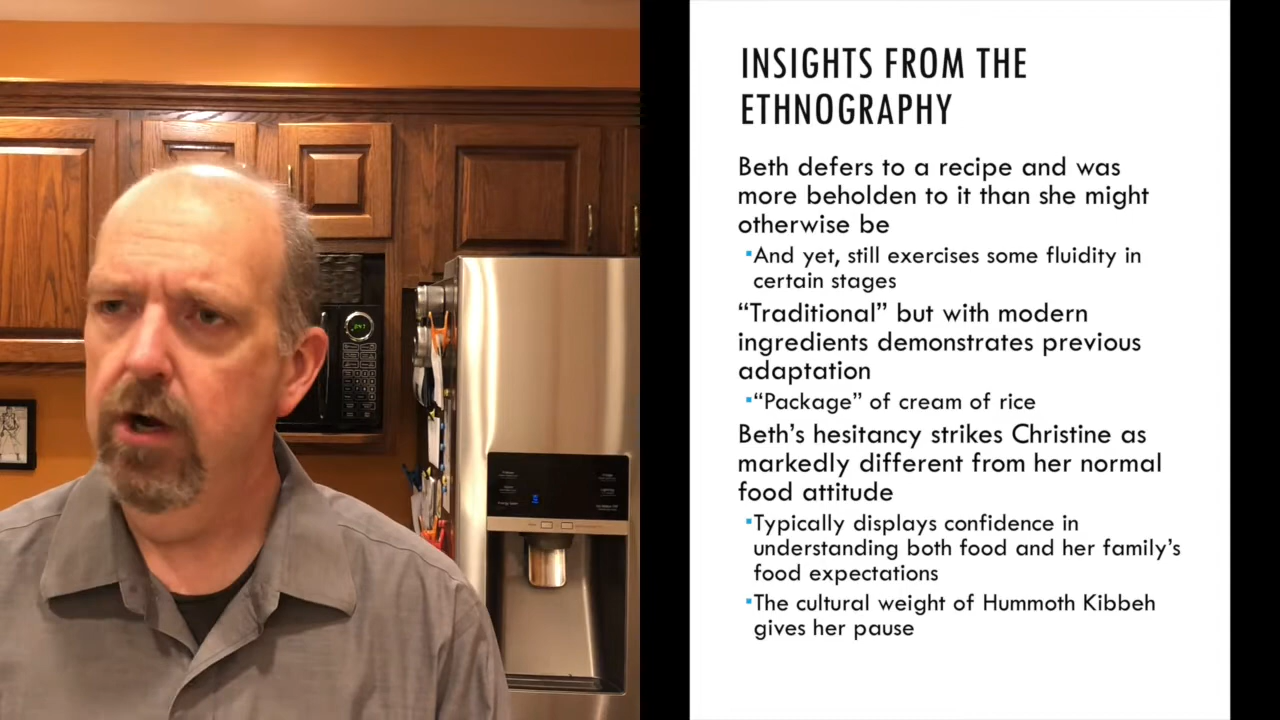 INSIGHTS FROM THE
ETHNOGRAPHY
Beth defers to a recipe and was
more beholden to it than she might
otherwise be
▪And yet, still exercises some fluidity in
certain stages
“Traditional” but with modern
ingredients demonstrates previous
adaptation
▪“Package” of cream of rice
Beth’s hesitancy strikes Christine as
markedly different from her normal
food attitude
▪Typically displays confidence in
understanding both food and her family’s
food expectations
▪The cultural weight of Hummoth Kibbeh
gives her pause